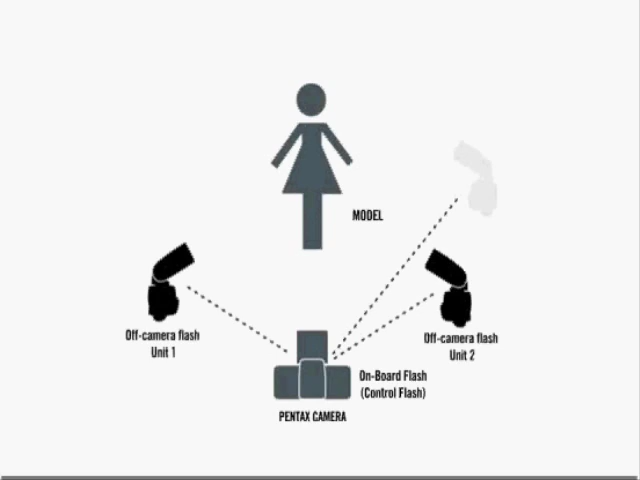 MODEL
Off-camera flash
Unit 1
Off-camera flash
Unit 2
On-Board Flash
(Control Flash)
PENTAX CAMERA